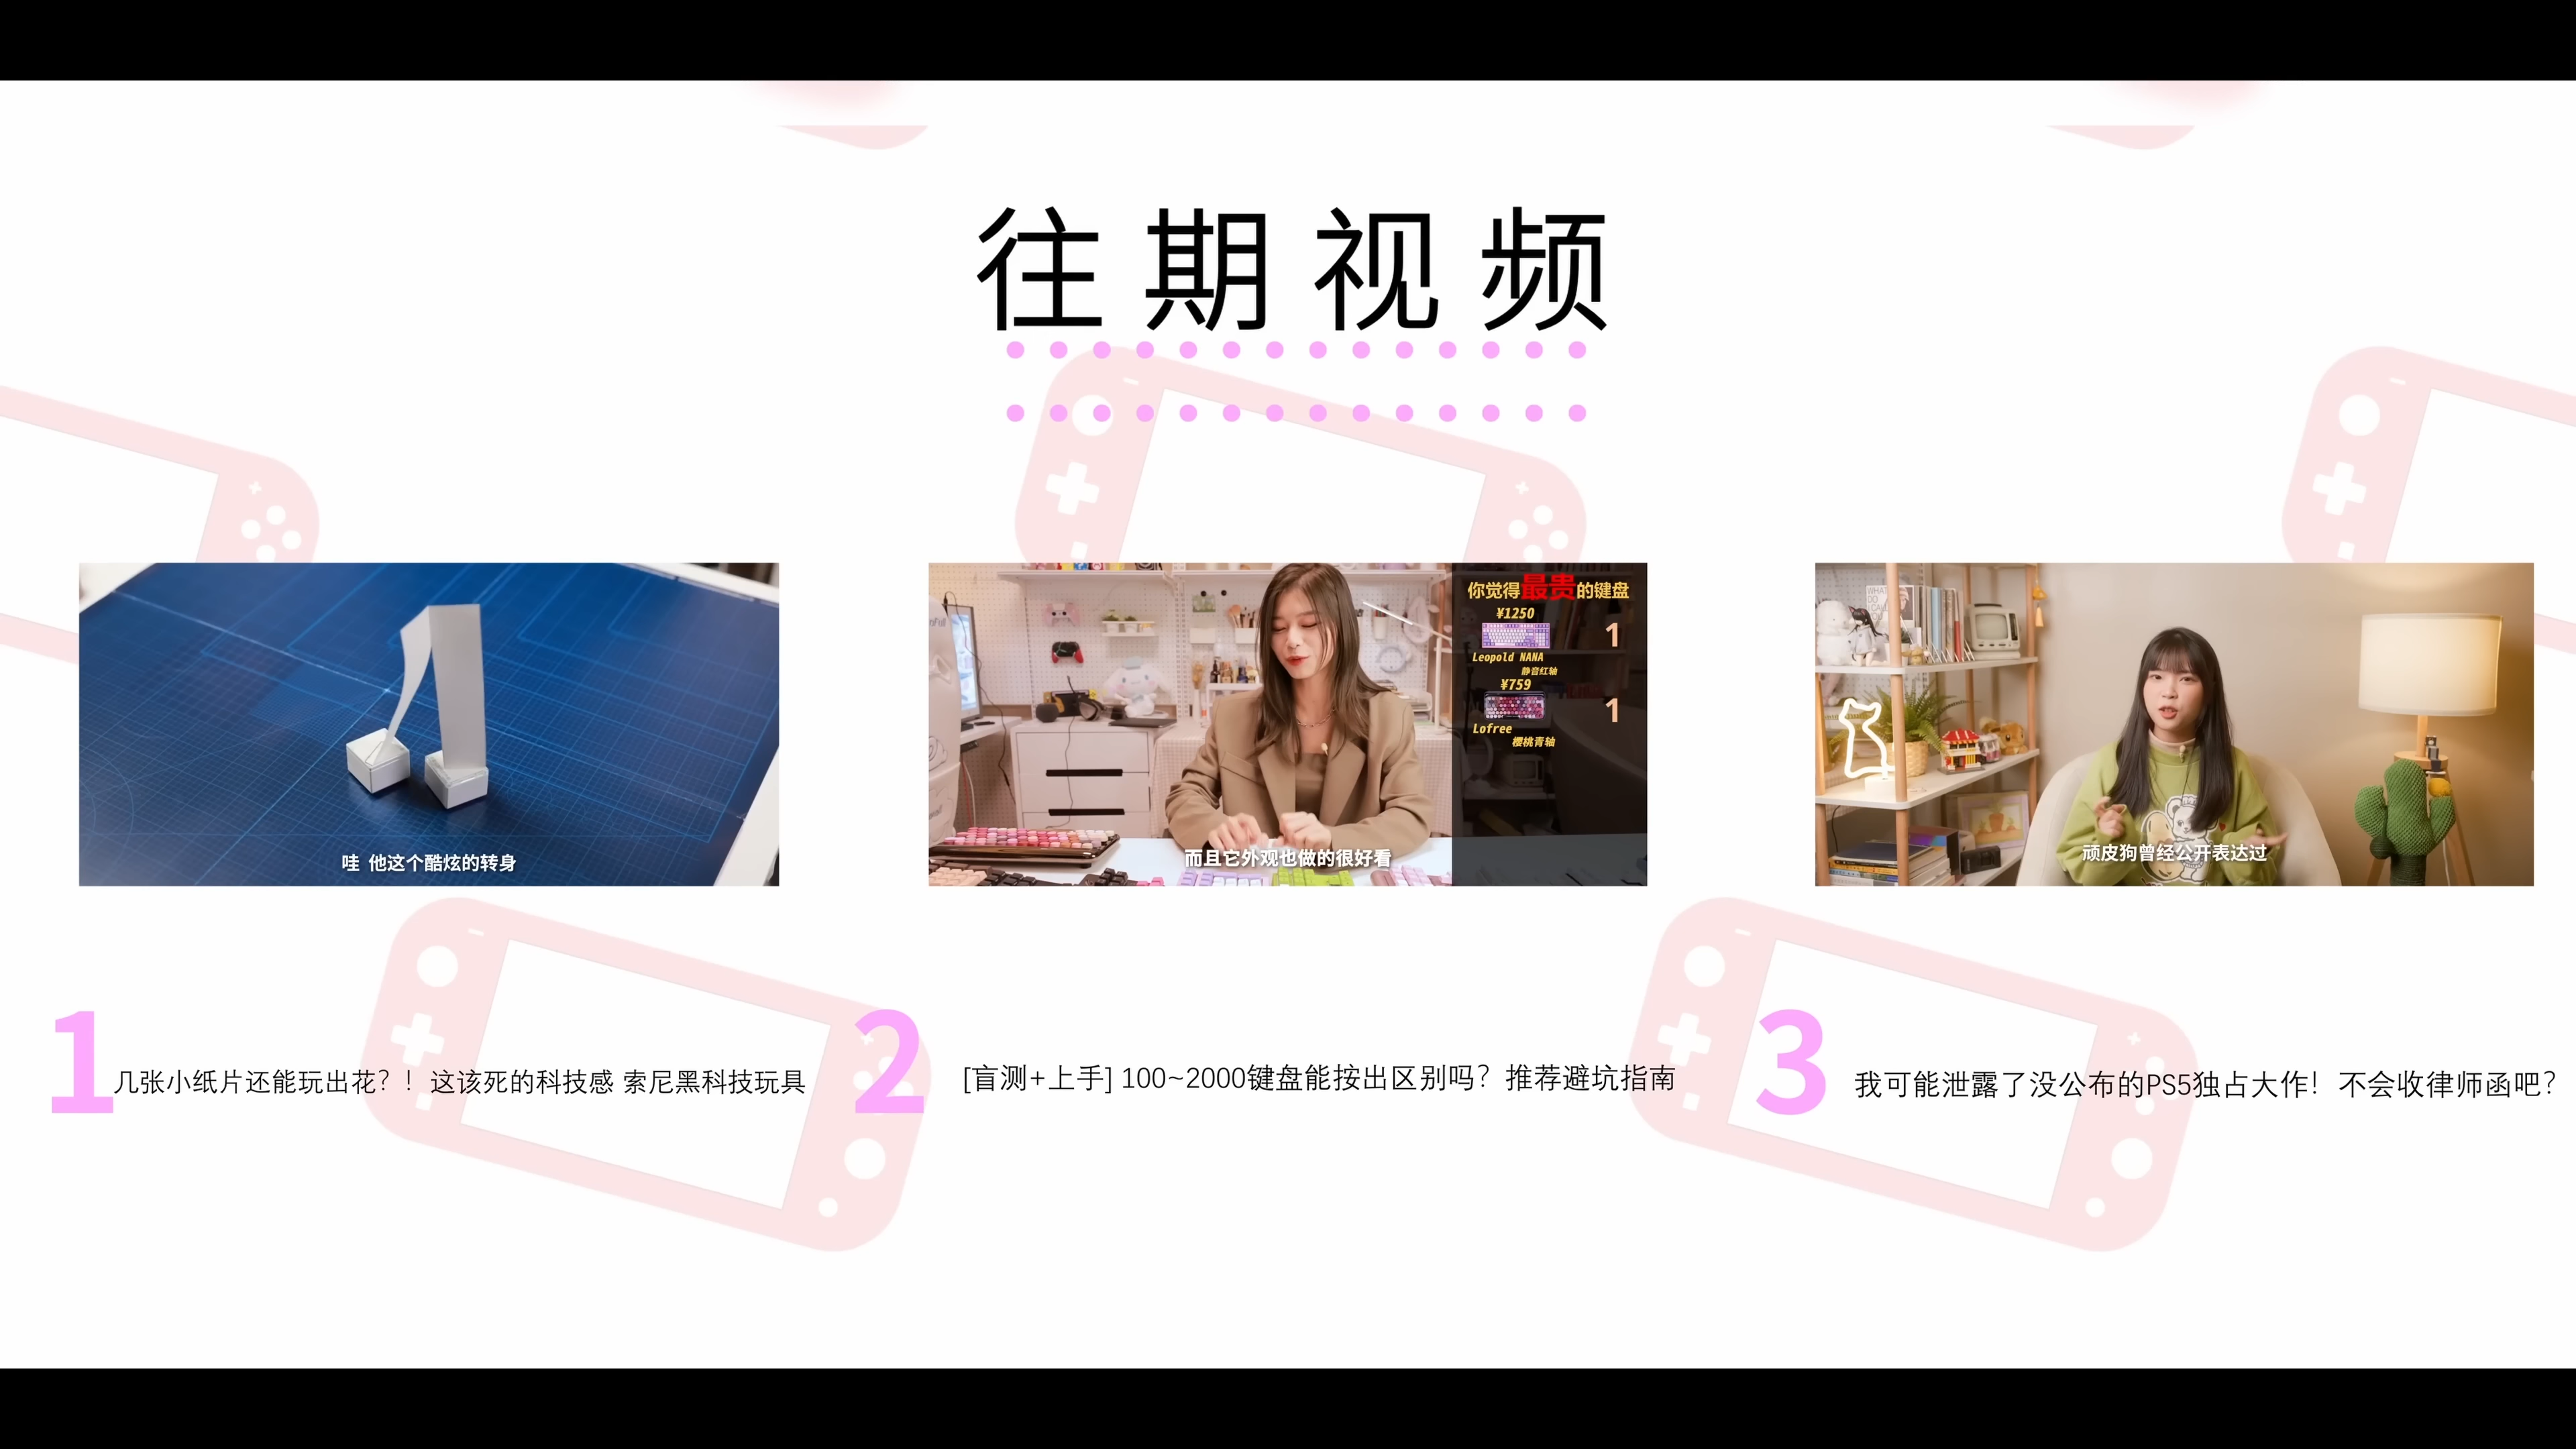 往期视频
哇 他这个酷炫的转身
你觉得最贵的键盘
¥1250
1
Leopold NANA
静音红轴
¥759
1
Lofree
樱桃青轴
而且它外观也做的很好看
顽皮狗曾经公开表达过
1
几张小纸片还能玩出花？！这该死的科技感 索尼黑科技玩具
2
[盲测+上手] 100~2000键盘能按出区别吗？推荐避坑指南
3
我可能泄露了没公布的PS5独占大作！不会收律师函吧？